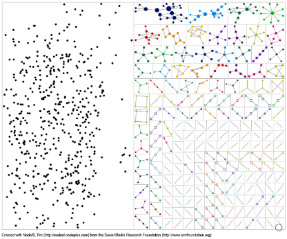 Created with NodeXL Pro (http://nodexl.codeplex.com) from the Social Media Research Foundation (http://www.smrfoundation.org)